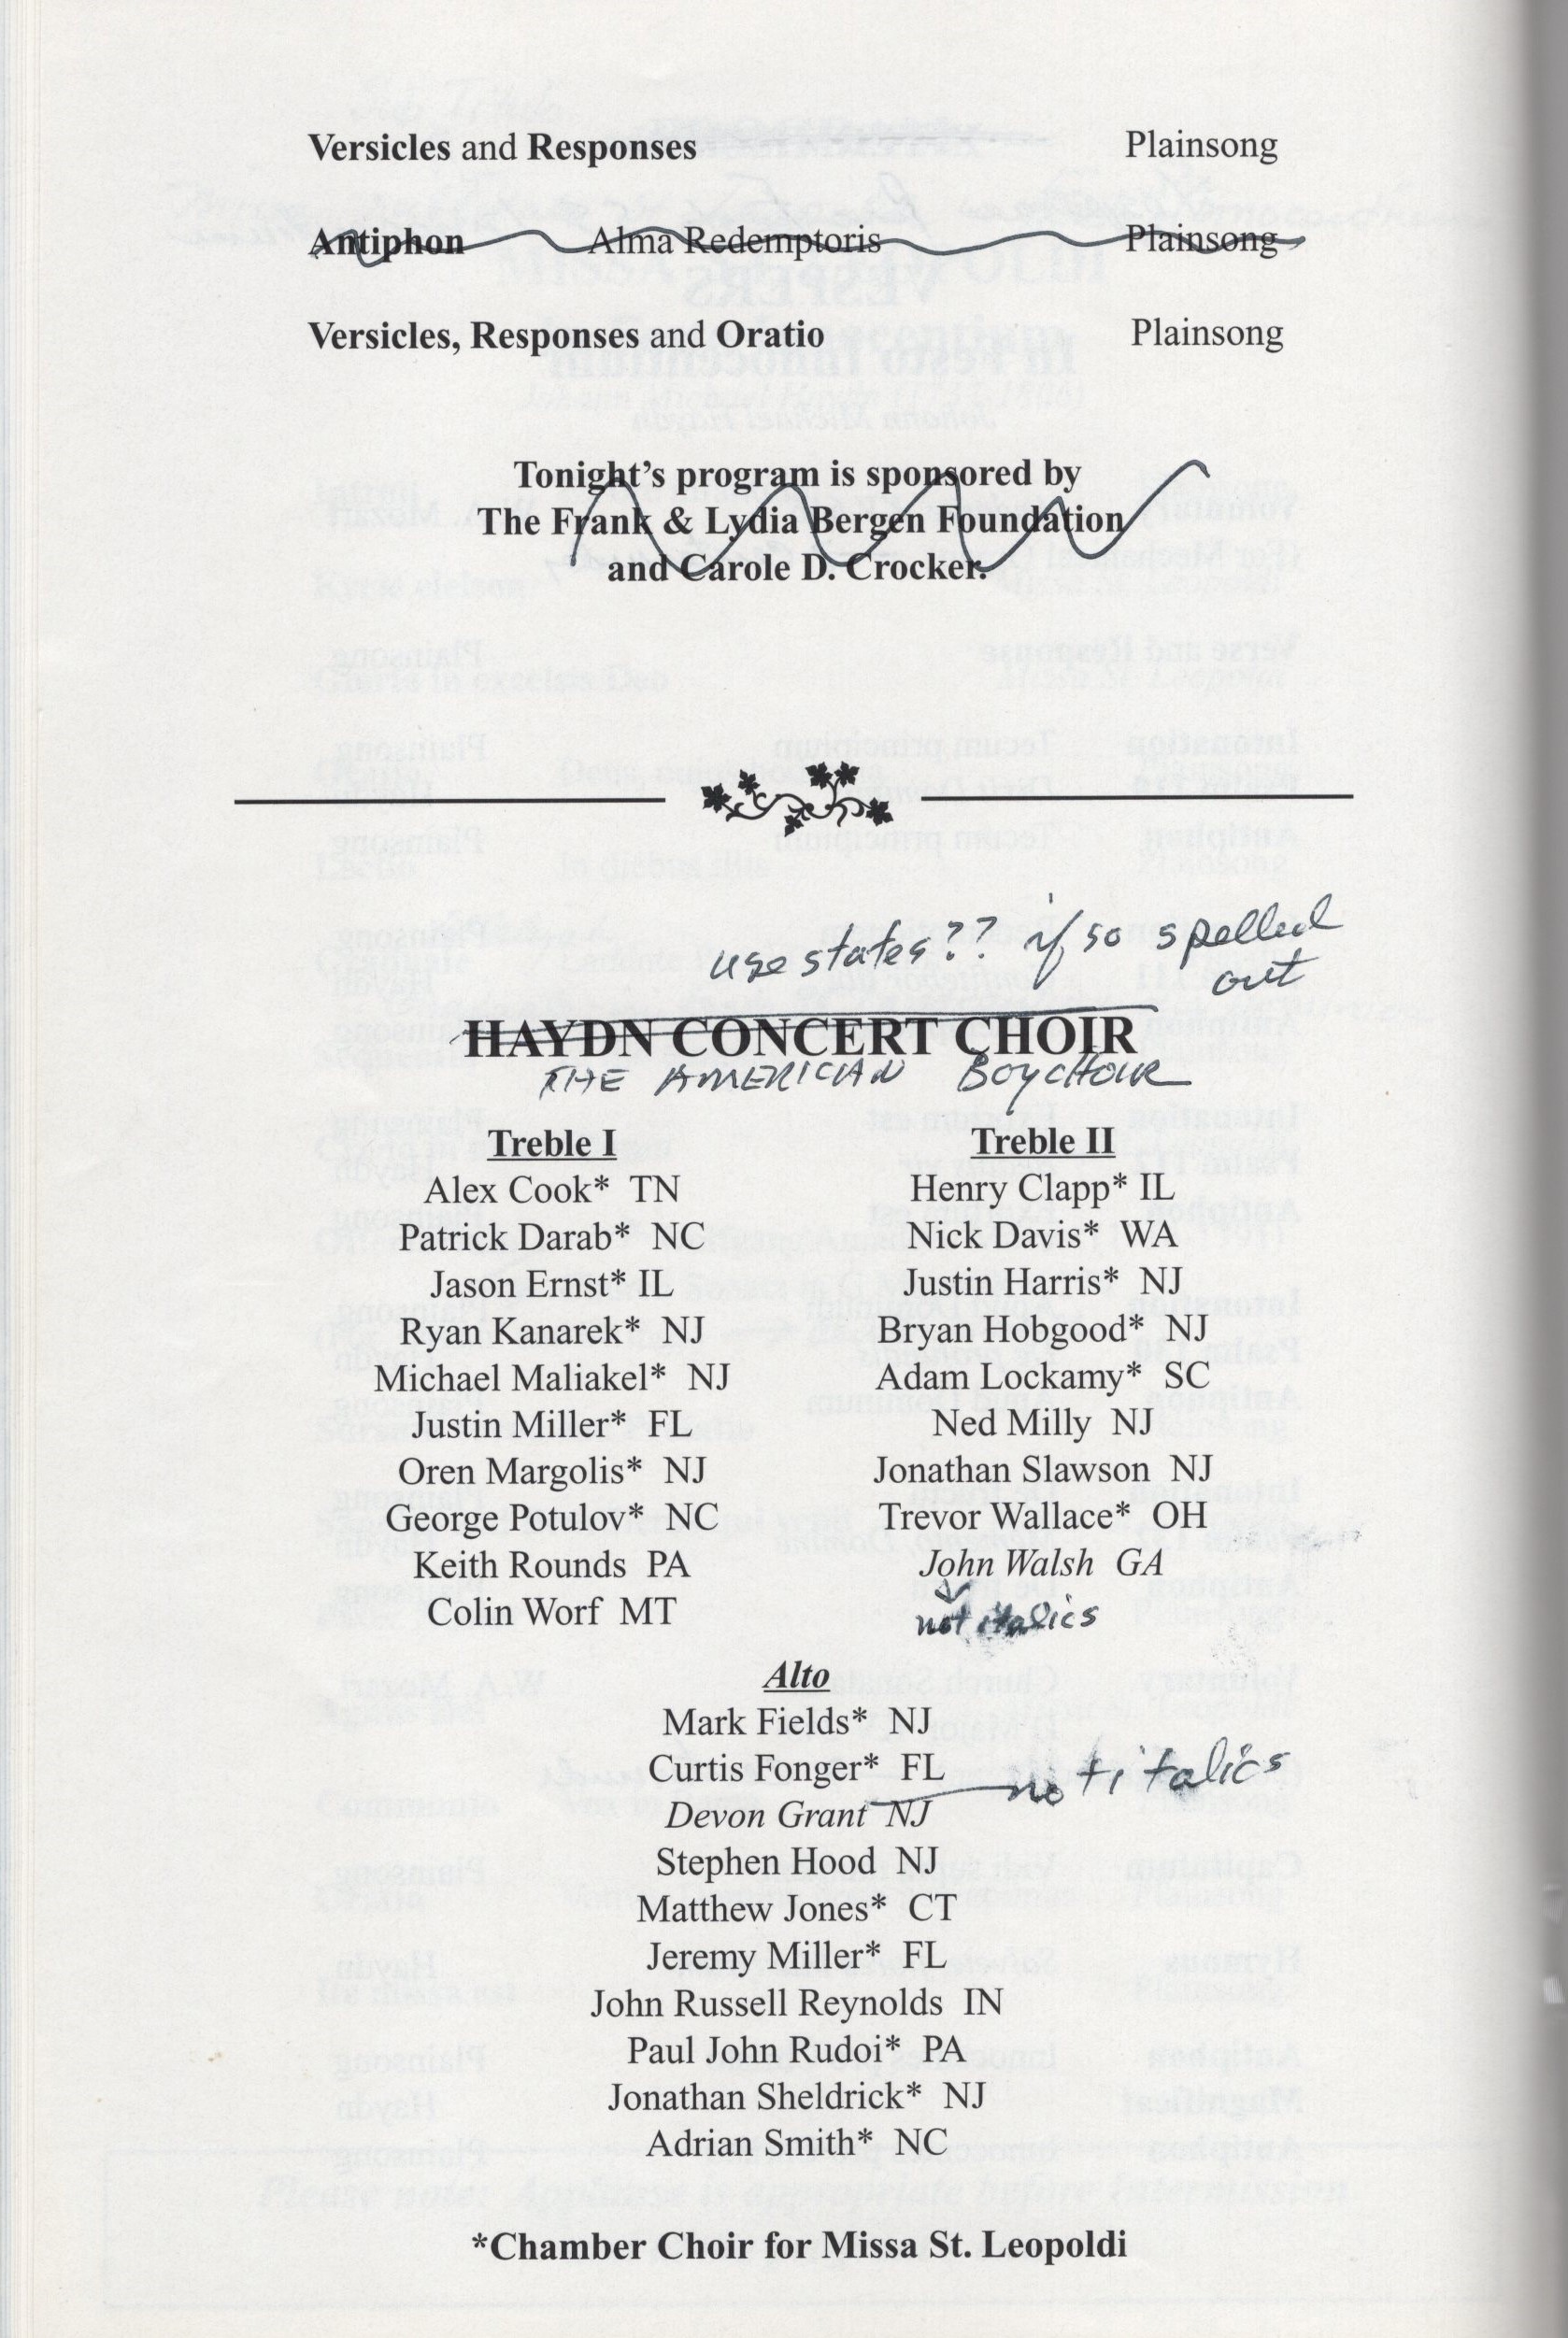 Versicles and Responses Plainsong
Antiphon Alma Redemptoris Plainsong
Versicles, Responses and Oratio Plainsong
Tonight's program is sponsored by
The Frank & Lydia Bergen Foundation
and Carole D. Crocker.
use states?? if so spelled
out
HAYDN CONCERT CHOIR
THE AMERICAN BOYCHOIR
Treble I
Alex Cook* TN
Patrick Darab* NC
Jason Ernst* IL
Ryan Kanarek* NJ
Michael Maliakel* NJ
Justin Miller* FL
Oren Margolis* NJ
George Potulov* NC
Keith Rounds PA
Colin Worf MT
Treble II
Henry Clapp* IL
Nick Davis* WA
Justin Harris* NJ
Bryan Hobgood* NJ
Adam Lockamy* SC
Ned Milly NJ
Jonathan Slawson NJ
Trevor Wallace* OH
John Walsh GA
not italics
Alto
Mark Fields* NJ
Curtis Fonger* FL
not italics
Devon Grant NJ
Stephen Hood NJ
Matthew Jones* CT
Jeremy Miller* FL
John Russell Reynolds IN
Paul John Rudoi* PA
Jonathan Sheldrick* NJ
Adrian Smith* NC
*Chamber Choir for Missa St. Leopoldi